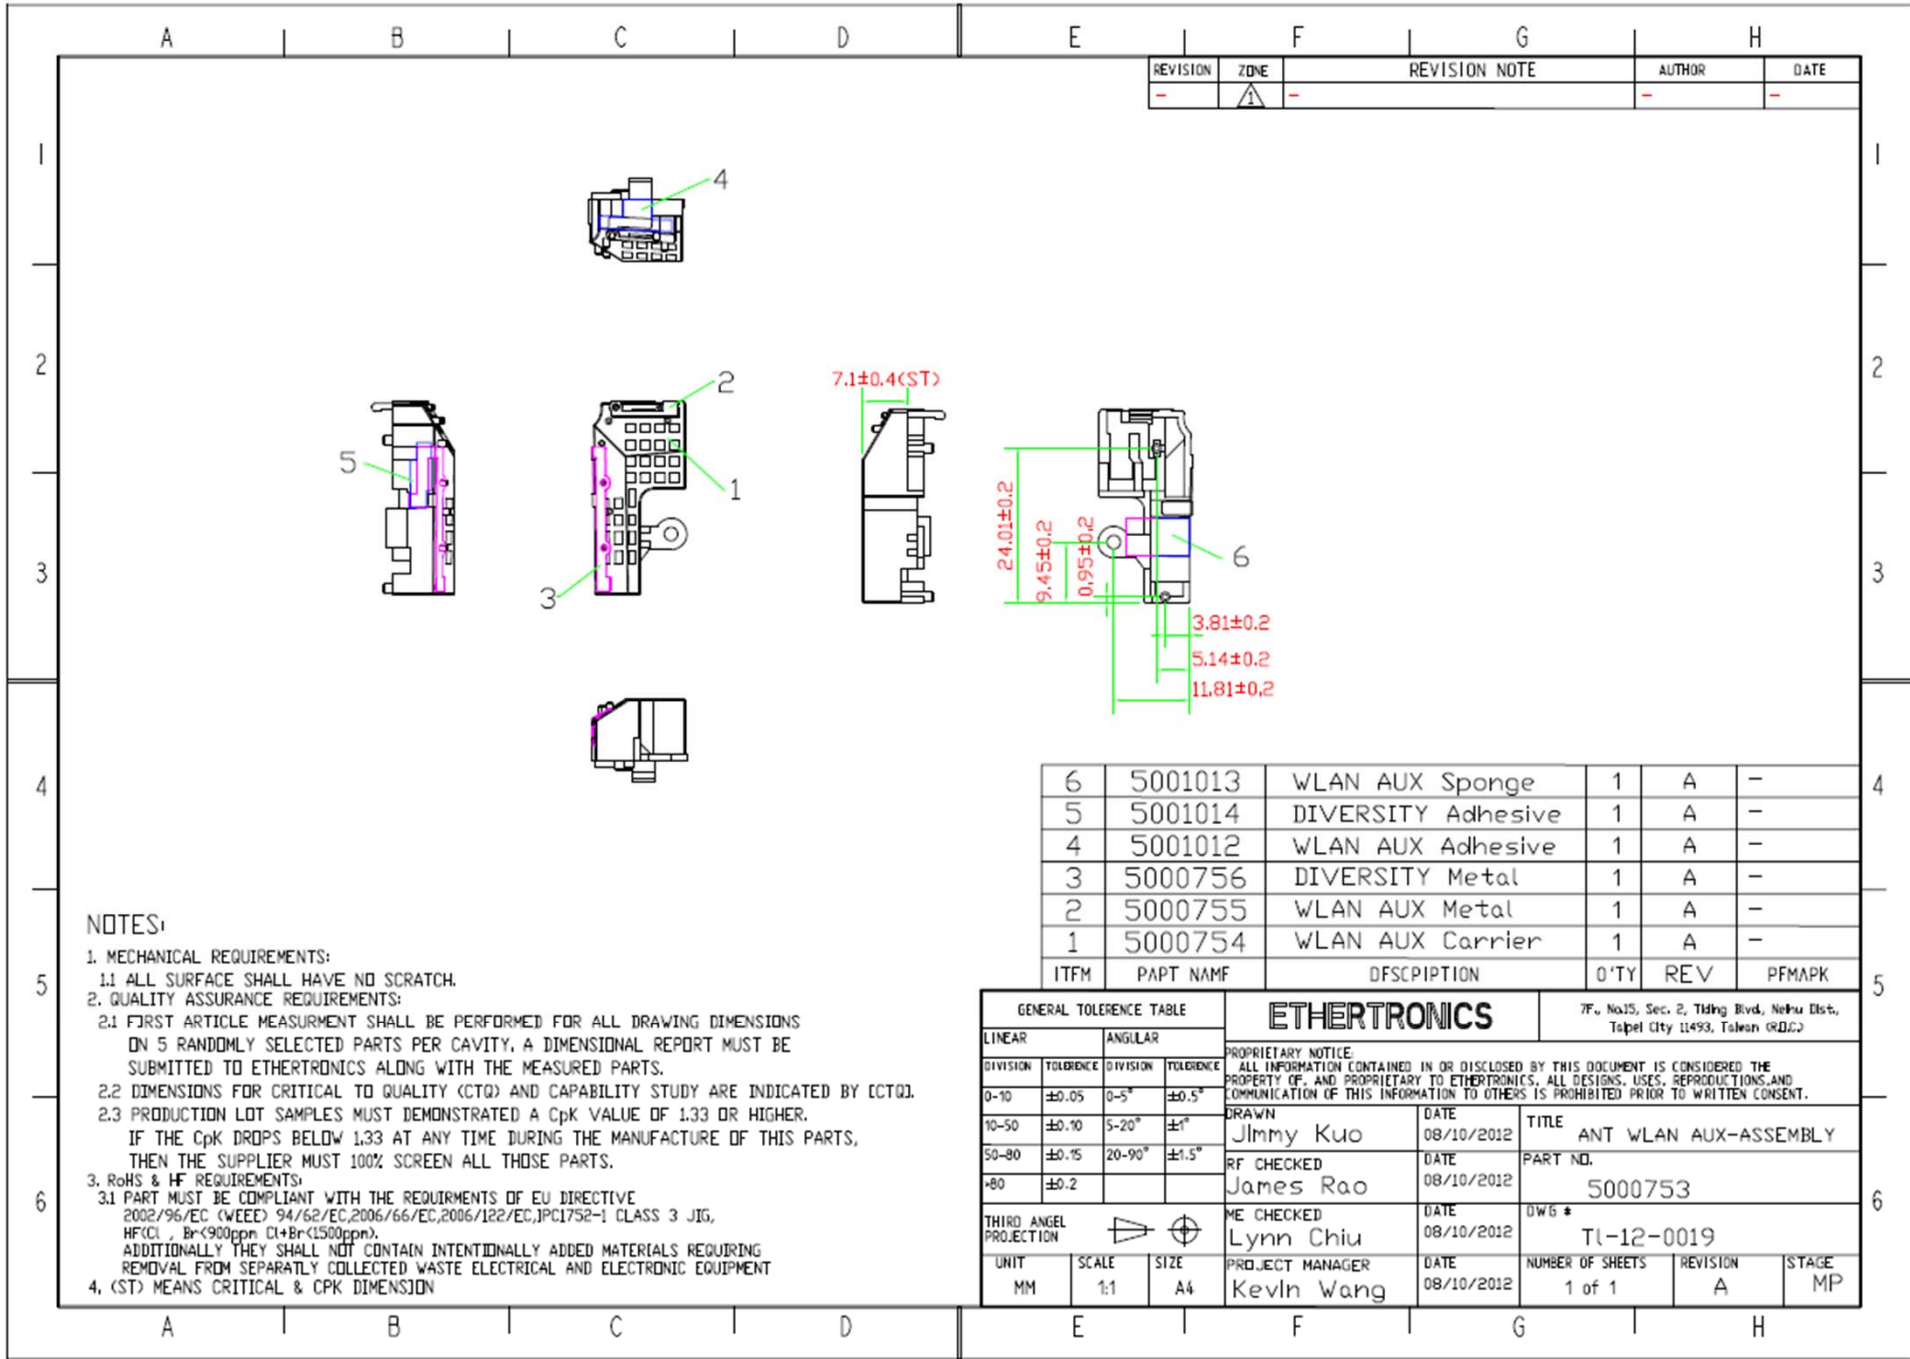 A B C D E F G H
REVISION ZONE REVISION NOTE AUTHOR DATE
- 1 - - -
1 1
4
2 2
2
7.1±0.4(ST)
5
1
24.01±0.2
9.45±0.2
0.95±0.2
6
3 3
3
3.81±0.2
5.14±0.2
11.81±0.2
4 4
6 5001013 WLAN AUX Sponge 1 A -
5 5001014 DIVERSITY Adhesive 1 A -
4 5001012 WLAN AUX Adhesive 1 A -
3 5000756 DIVERSITY Metal 1 A -
2 5000755 WLAN AUX Metal 1 A -
1 5000754 WLAN AUX Carrier 1 A -
ITEM PART NAME DESCRIPTION Q'TY REV REMARK
5 5
NOTES:
1. MECHANICAL REQUIREMENTS:
1.1 ALL SURFACE SHALL HAVE NO SCRATCH.
2. QUALITY ASSURANCE REQUIREMENTS:
2.1 FIRST ARTICLE MEASURMENT SHALL BE PERFORMED FOR ALL DRAWING DIMENSIONS
ON 5 RANDOMLY SELECTED PARTS PER CAVITY. A DIMENSIONAL REPORT MUST BE
SUBMITTED TO ETHERTRONICS ALONG WITH THE MEASURED PARTS.
2.2 DIMENSIONS FOR CRITICAL TO QUALITY (CTQ) AND CAPABILITY STUDY ARE INDICATED BY [CTQ].
2.3 PRODUCTION LOT SAMPLES MUST DEMONSTRATED A CpK VALUE OF 1.33 OR HIGHER.
IF THE CpK DROPS BELOW 1.33 AT ANY TIME DURING THE MANUFACTURE OF THIS PARTS,
THEN THE SUPPLIER MUST 100% SCREEN ALL THOSE PARTS.
3. RoHS & HF REQUIREMENTS:
3.1 PART MUST BE COMPLIANT WITH THE REQUIRMENTS OF EU DIRECTIVE
2002/96/EC (WEEE) 94/62/EC,2006/66/EC,2006/122/EC,IPC1752-1 CLASS 3 JIG,
HF(Cl , Br<900ppm Cl+Br<1500ppm).
ADDITIONALLY THEY SHALL NOT CONTAIN INTENTIONALLY ADDED MATERIALS REQUIRING
REMOVAL FROM SEPARATLY COLLECTED WASTE ELECTRICAL AND ELECTRONIC EQUIPMENT
4. (ST) MEANS CRITICAL & CPK DIMENSION
GENERAL TOLERENCE TABLE
LINEAR ANGULAR
DIVISION TOLERENCE DIVISION TOLERENCE
0-10 ±0.05 0-5° ±0.5°
10-50 ±0.10 5-20° ±1°
50-80 ±0.15 20-90° ±1.5°
>80 ±0.2
THIRD ANGEL
PROJECTION
UNIT SCALE SIZE
MM 1:1 A4
ETHERTRONICS
7F., No.15, Sec. 2, Tiding Blvd., Neihu Dist.,
Taipei City 11493, Taiwan (R.O.C.)
PROPRIETARY NOTICE:
ALL INFORMATION CONTAINED IN OR DISCLOSED BY THIS DOCUMENT IS CONSIDERED THE
PROPERTY OF, AND PROPRIETARY TO ETHERTRONICS. ALL DESIGNS, USES, REPRODUCTIONS,AND
COMMUNICATION OF THIS INFORMATION TO OTHERS IS PROHIBITED PRIOR TO WRITTEN CONSENT.
DRAWN DATE
Jimmy Kuo 08/10/2012
TITLE ANT WLAN AUX-ASSEMBLY
RF CHECKED DATE
James Rao 08/10/2012
PART NO.
5000753
ME CHECKED DATE
Lynn Chiu 08/10/2012
DWG #
TL-12-0019
PROJECT MANAGER DATE
Kevin Wang 08/10/2012
NUMBER OF SHEETS REVISION STAGE
1 of 1 A MP
6 6
A B C D E F G H